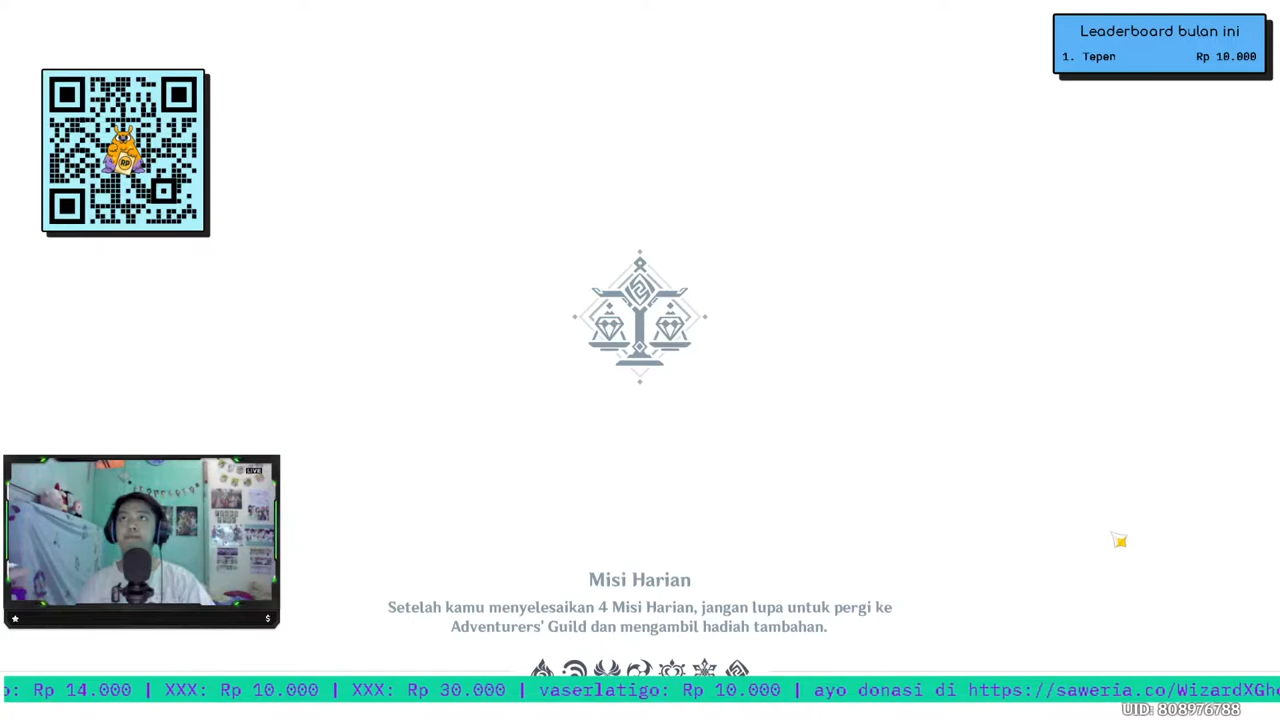 Leaderboard bulan ini
1. Tepen Rp 10.000
RP
LIVE
Misi Harian
Setelah kamu menyelesaikan 4 Misi Harian, jangan lupa untuk pergi ke
Adventurers' Guild dan mengambil hadiah tambahan.
o: Rp 14.000 | XXX: Rp 10.000 | XXX: Rp 30.000 | vaserlatigo: Rp 10.000 | ayo donasi di https://saweria.co/WizardXGh
UID: 808976788